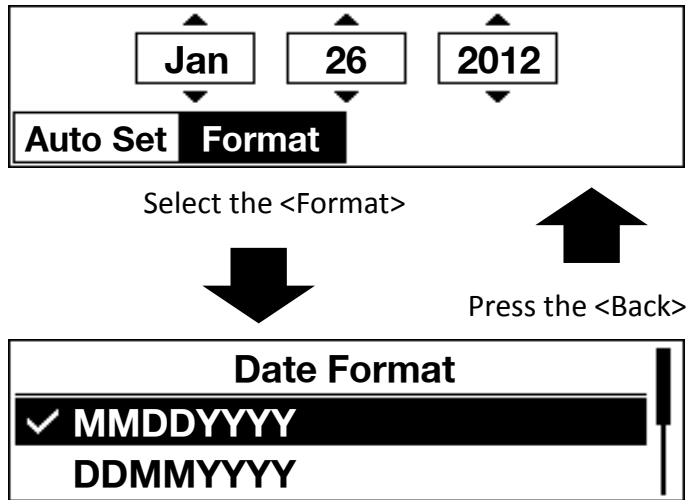 Jan 26 2012
Auto Set Format
Select the <Format>
Press the <Back>
Date Format
MMDDYYYY
DDMMYYYY